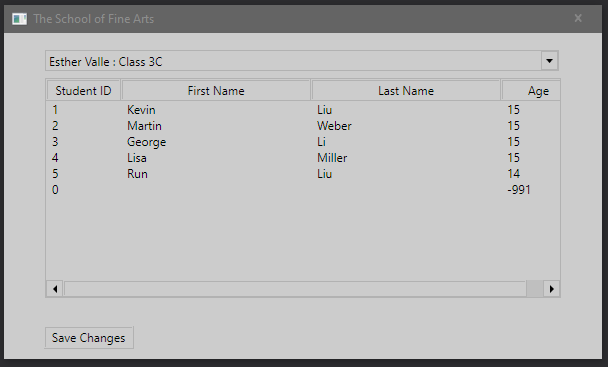 The School of Fine Arts
Esther Valle : Class 3C
Student ID First Name Last Name Age
1 Kevin Liu 15
2 Martin Weber 15
3 George Li 15
4 Lisa Miller 15
5 Run Liu 14
0 -991
Save Changes